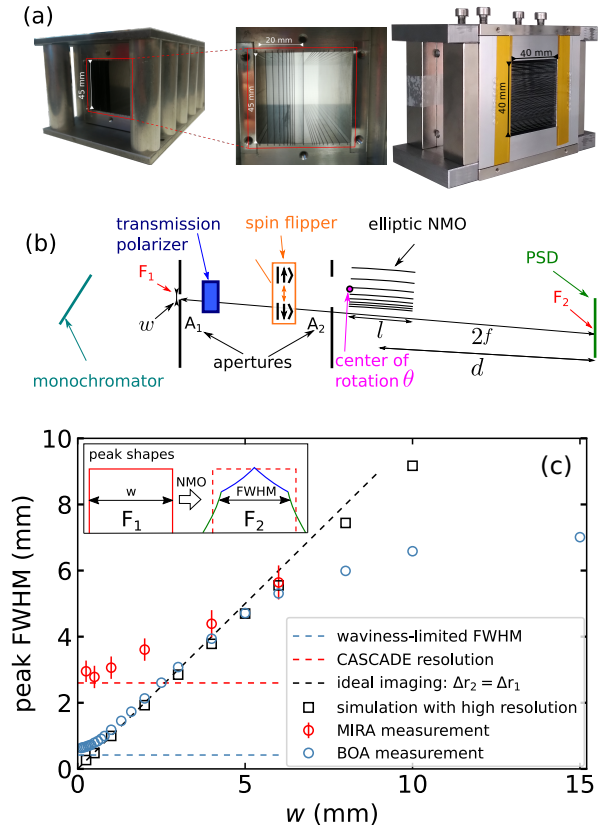 (a)
45 mm
20 mm
45 mm
40 mm
40 mm
(b)
transmission
polarizer
spin flipper
elliptic NMO
PSD
F₁
F₂
w
A₁
A₂
|↑⟩
|↓⟩
l
2f
d
apertures
center of
rotation θ
monochromator
(c)
peak shapes
w
F₁
NMO
FWHM
F₂
peak FWHM (mm)
10
8
6
4
2
0
waviness-limited FWHM
CASCADE resolution
ideal imaging: Δr₂ = Δr₁
simulation with high resolution
MIRA measurement
BOA measurement
0 5 10 15
w (mm)